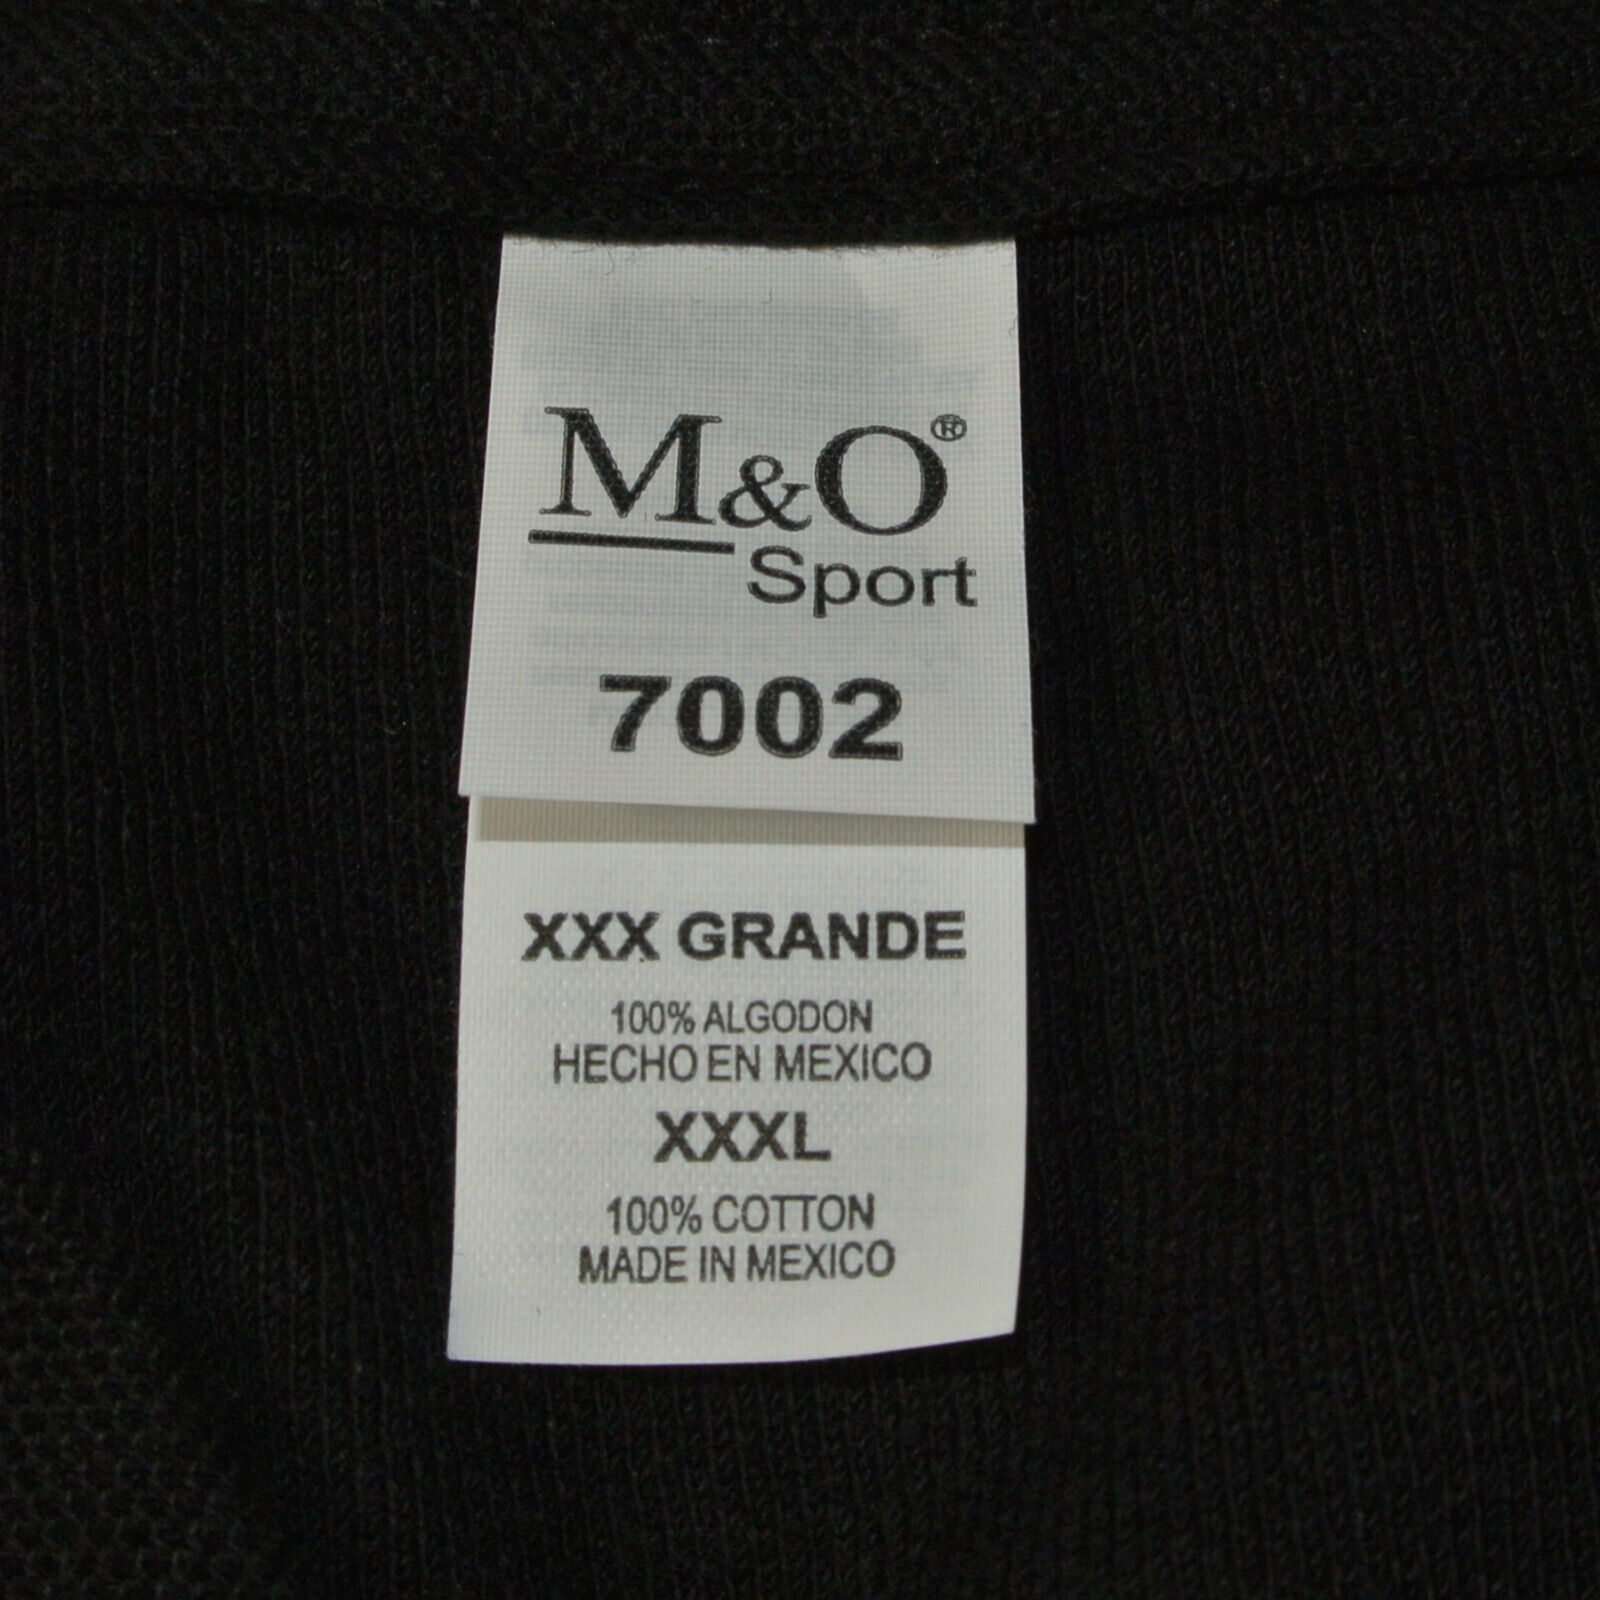 M&O®
Sport
7002
XXX GRANDE
100% ALGODON
HECHO EN MEXICO
XXXL
100% COTTON
MADE IN MEXICO